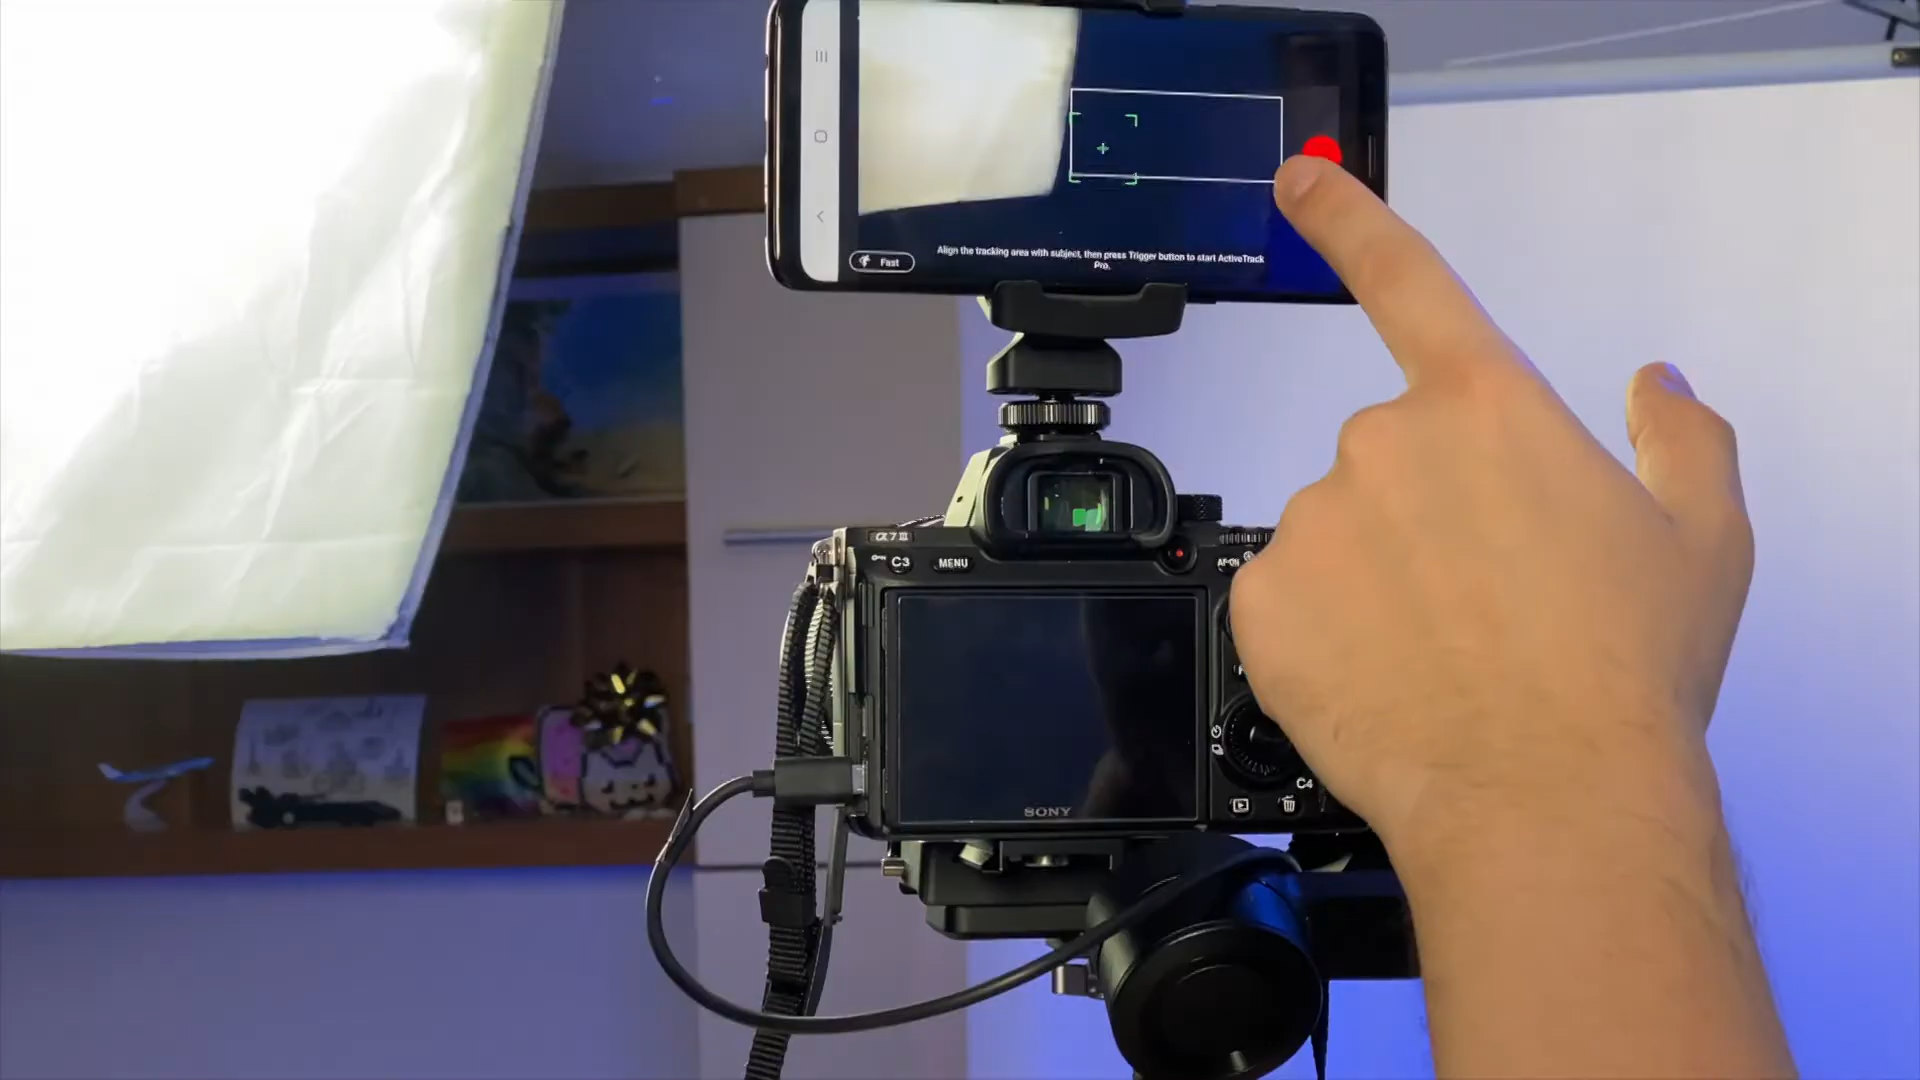 Align the tracking area with subject, then press Trigger button to start ActiveTrack
Pro.
Fast
α7III
C3
MENU
AF-ON
SONY
C4